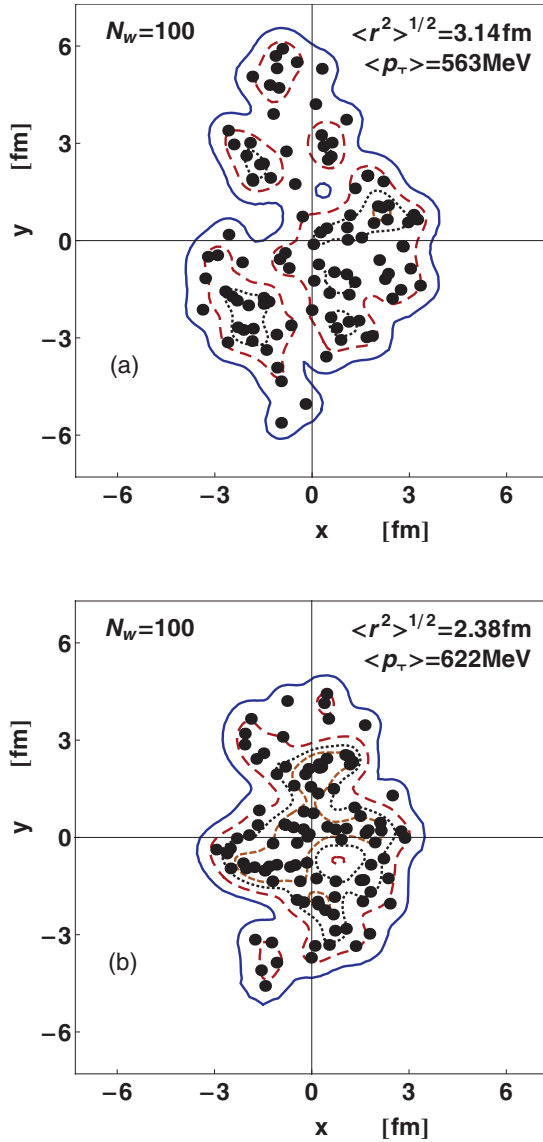 N_w=100 <r²>^1/2=3.14fm
<p_T>=563MeV
6
3
0
−3
−6
y [fm]
(a)
−6 −3 0 3 6
x [fm]
N_w=100 <r²>^1/2=2.38fm
<p_T>=622MeV
6
3
0
−3
−6
y [fm]
(b)
−6 −3 0 3 6
x [fm]